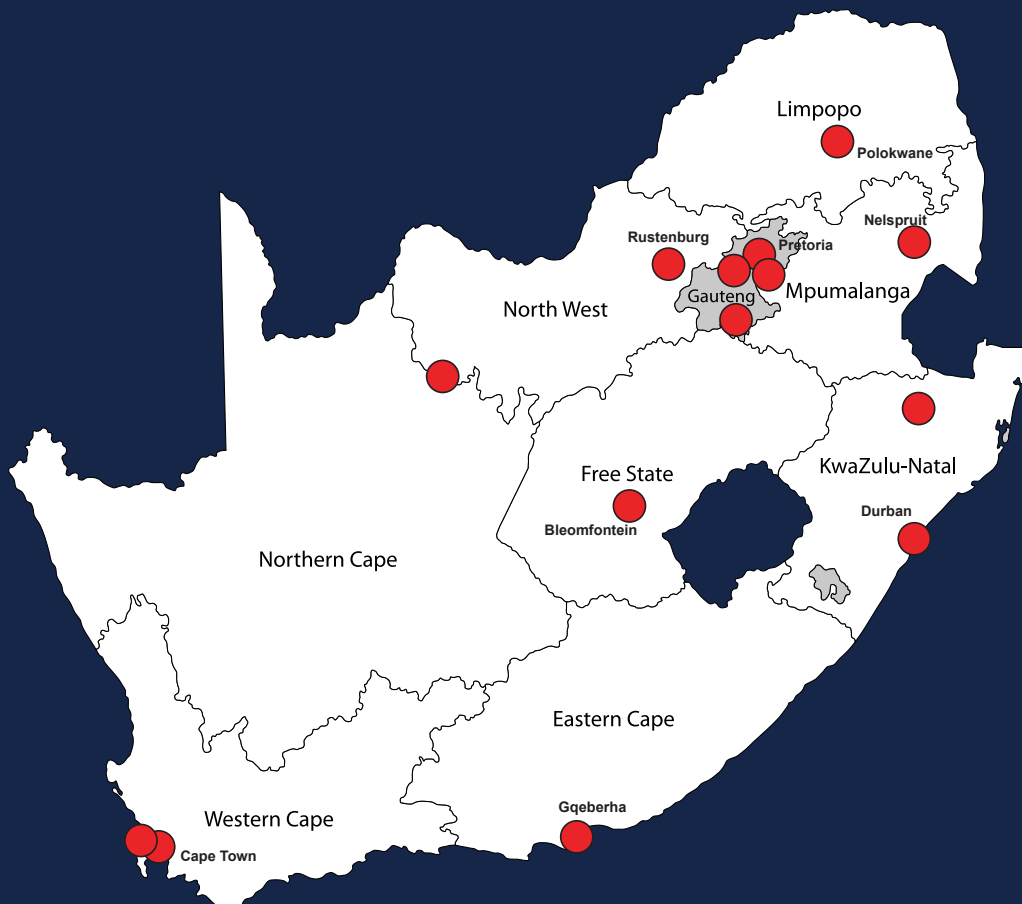 Limpopo
Polokwane
Nelspruit
Rustenburg
Pretoria
Gauteng
Mpumalanga
North West
KwaZulu-Natal
Free State
Durban
Bleomfontein
Northern Cape
Eastern Cape
Gqeberha
Western Cape
Cape Town